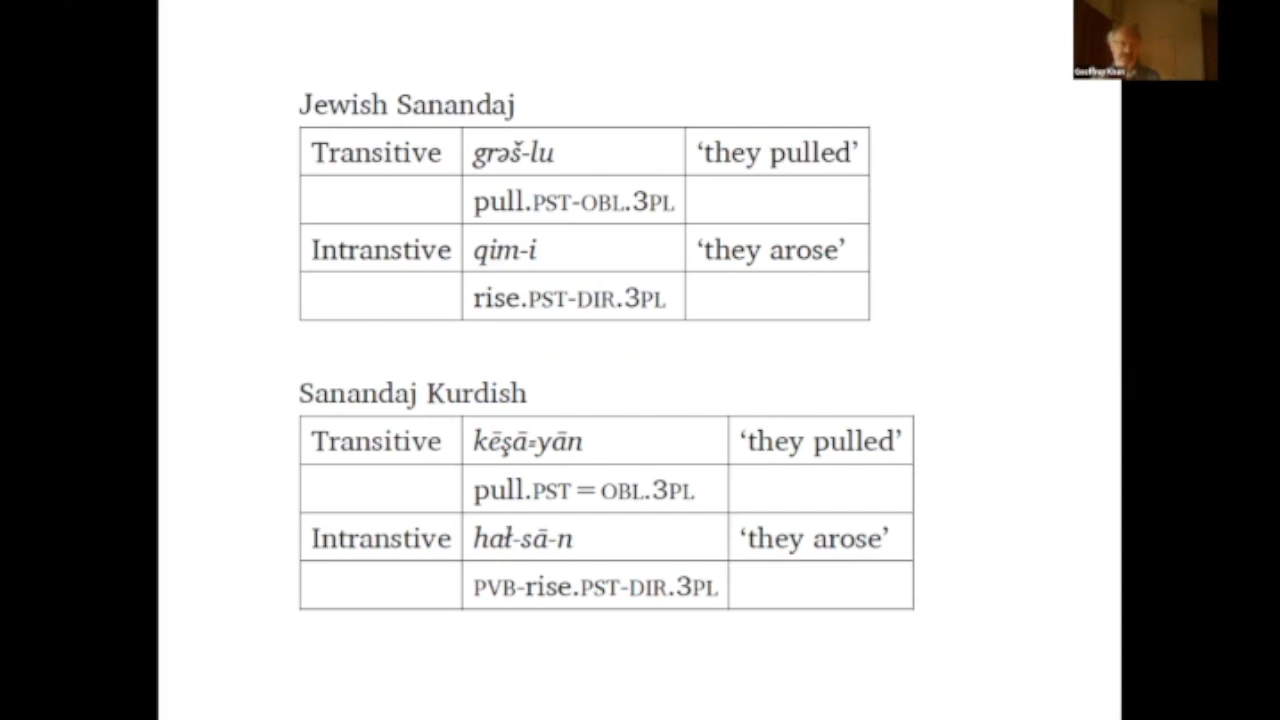 Geoffrey Khan
Jewish Sanandaj
Transitive grəš-lu ‘they pulled’
pull.PST-OBL.3PL
Intranstive qim-i ‘they arose’
rise.PST-DIR.3PL
Sanandaj Kurdish
Transitive kēşā=yān ‘they pulled’
pull.PST=OBL.3PL
Intranstive hał-sā-n ‘they arose’
PVB-rise.PST-DIR.3PL